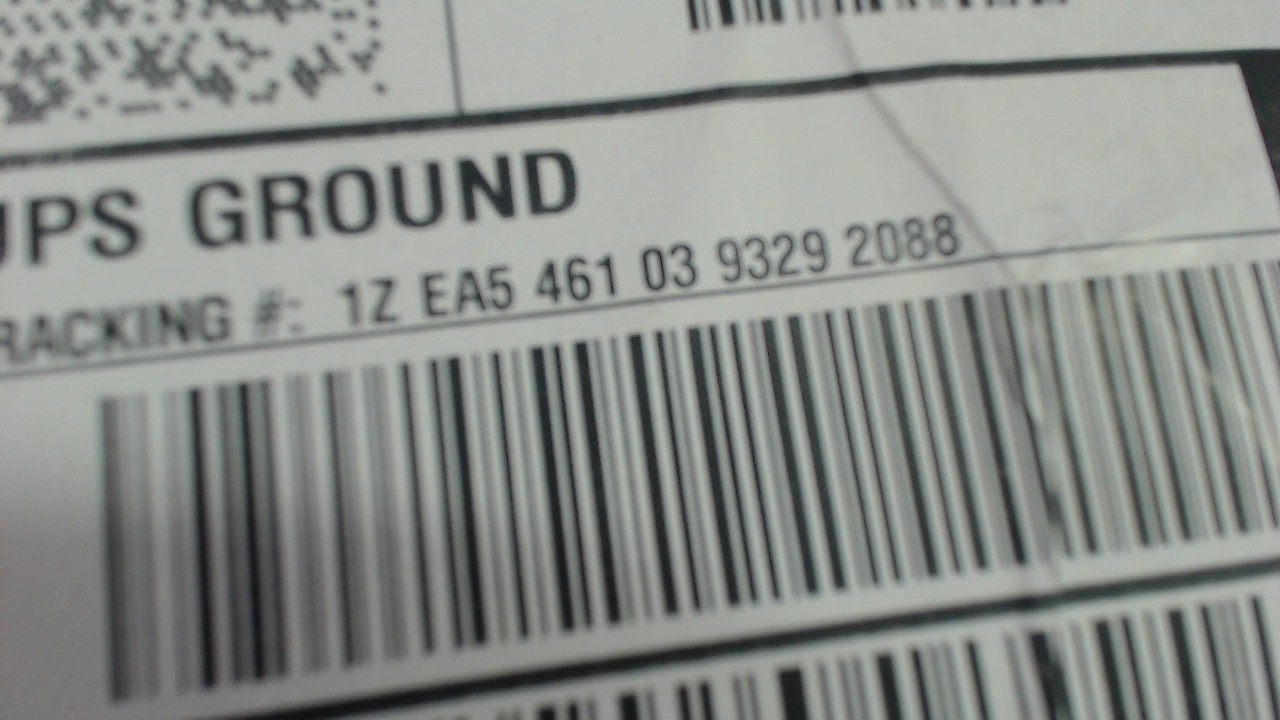 UPS GROUND
TRACKING #: 1Z EA5 461 03 9329 2088